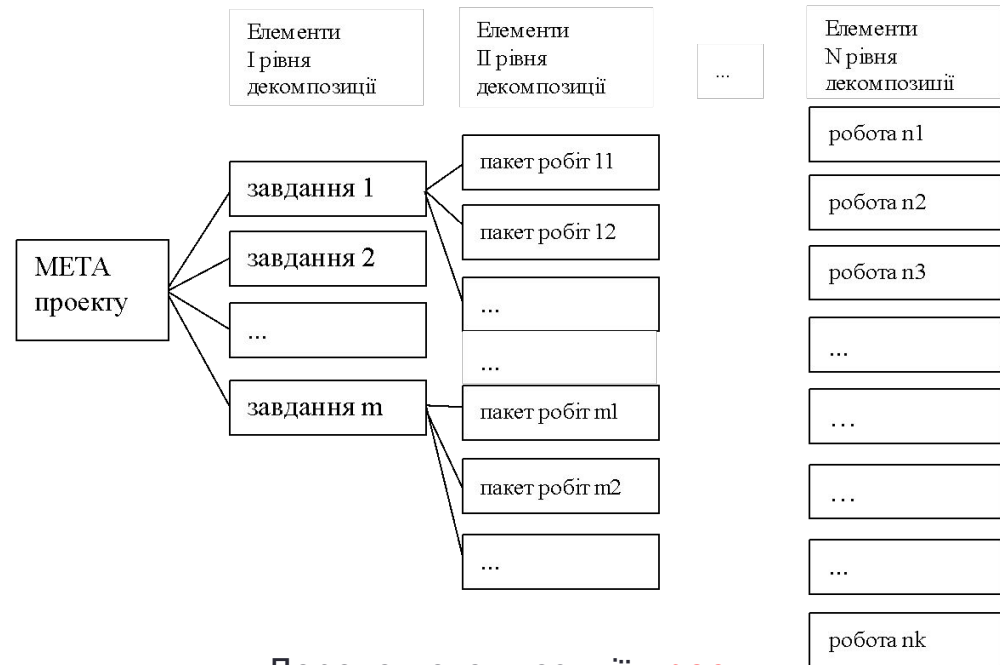 Елементи
I рівня
декомпозиції
Елементи
II рівня
декомпозиції
...
Елементи
N рівня
декомпозиції
МЕТА
проекту
завдання 1
завдання 2
...
завдання m
пакет робіт 11
пакет робіт 12
...
...
пакет робіт m1
пакет робіт m2
...
робота n1
робота n2
робота n3
...
...
...
...
робота nk